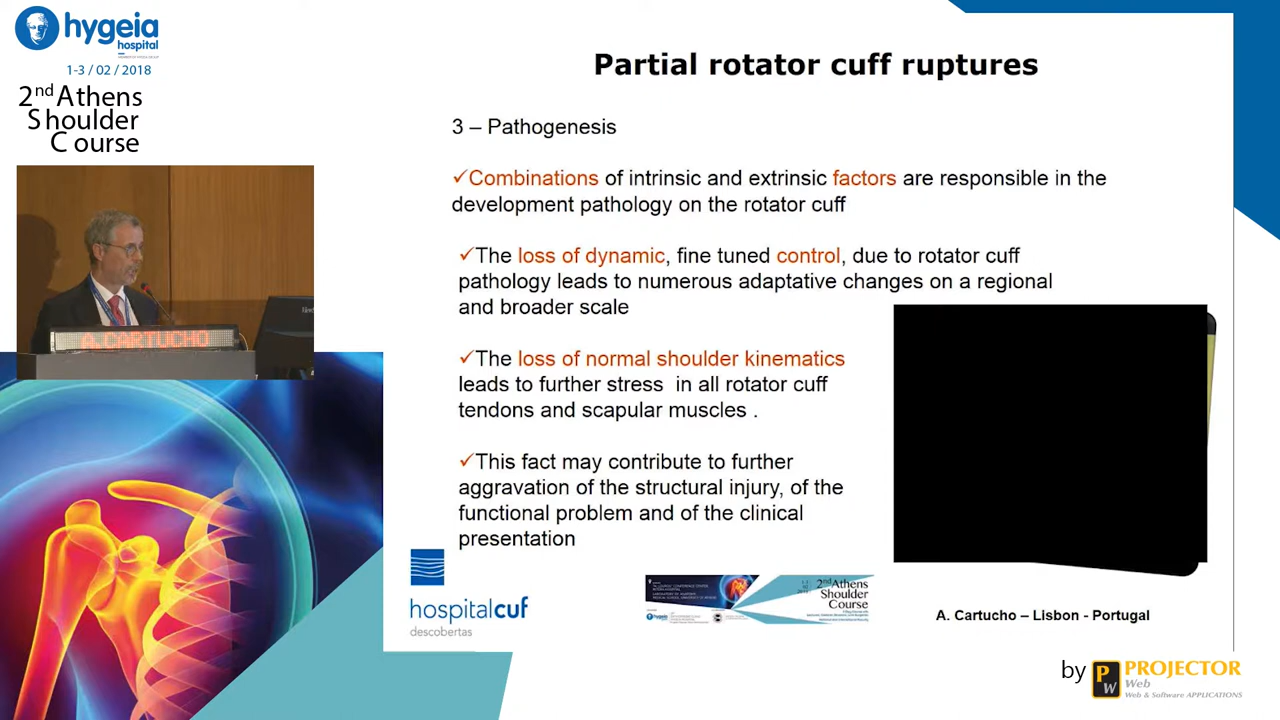 hygeia
hospital
1-3 / 02 / 2018
2nd Athens
Shoulder
Course
A.CARTUCHO
Partial rotator cuff ruptures
3 – Pathogenesis
✓Combinations of intrinsic and extrinsic factors are responsible in the
development pathology on the rotator cuff
✓The loss of dynamic, fine tuned control, due to rotator cuff
pathology leads to numerous adaptative changes on a regional
and broader scale
✓The loss of normal shoulder kinematics
leads to further stress in all rotator cuff
tendons and scapular muscles .
✓This fact may contribute to further
aggravation of the structural injury, of the
functional problem and of the clinical
presentation
hospitalcuf
descobertas
2nd Athens
Shoulder
Course
A. Cartucho – Lisbon - Portugal
by PW PROJECTOR
Web
Web & Software APPLICATIONS